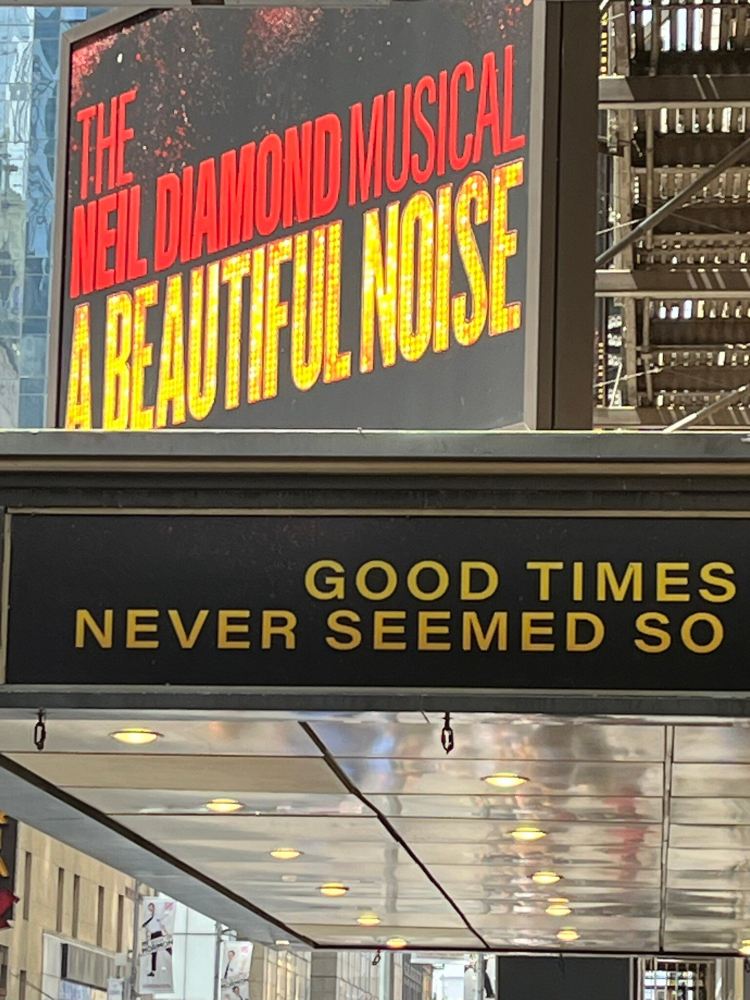 THE
NEIL DIAMOND MUSICAL
A BEAUTIFUL NOISE
GOOD TIMES
NEVER SEEMED SO